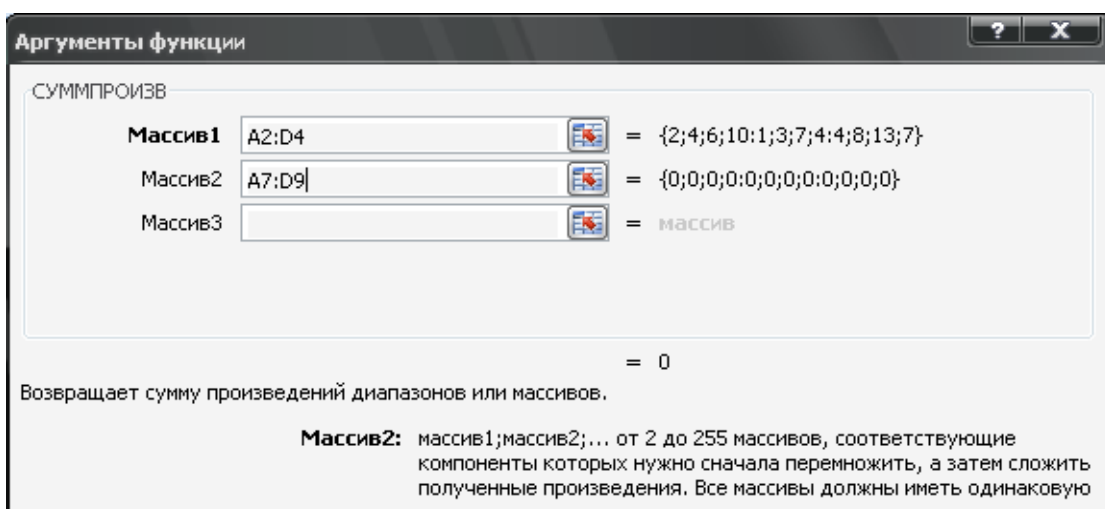 Аргументы функции
СУММПРОИЗВ
Массив1 A2:D4 = {2;4;6;10:1;3;7;4:4;8;13;7}
Массив2 A7:D9 = {0;0;0;0:0;0;0;0:0;0;0;0}
Массив3 = массив
= 0
Возвращает сумму произведений диапазонов или массивов.
Массив2: массив1;массив2;... от 2 до 255 массивов, соответствующие
компоненты которых нужно сначала перемножить, а затем сложить
полученные произведения. Все массивы должны иметь одинаковую